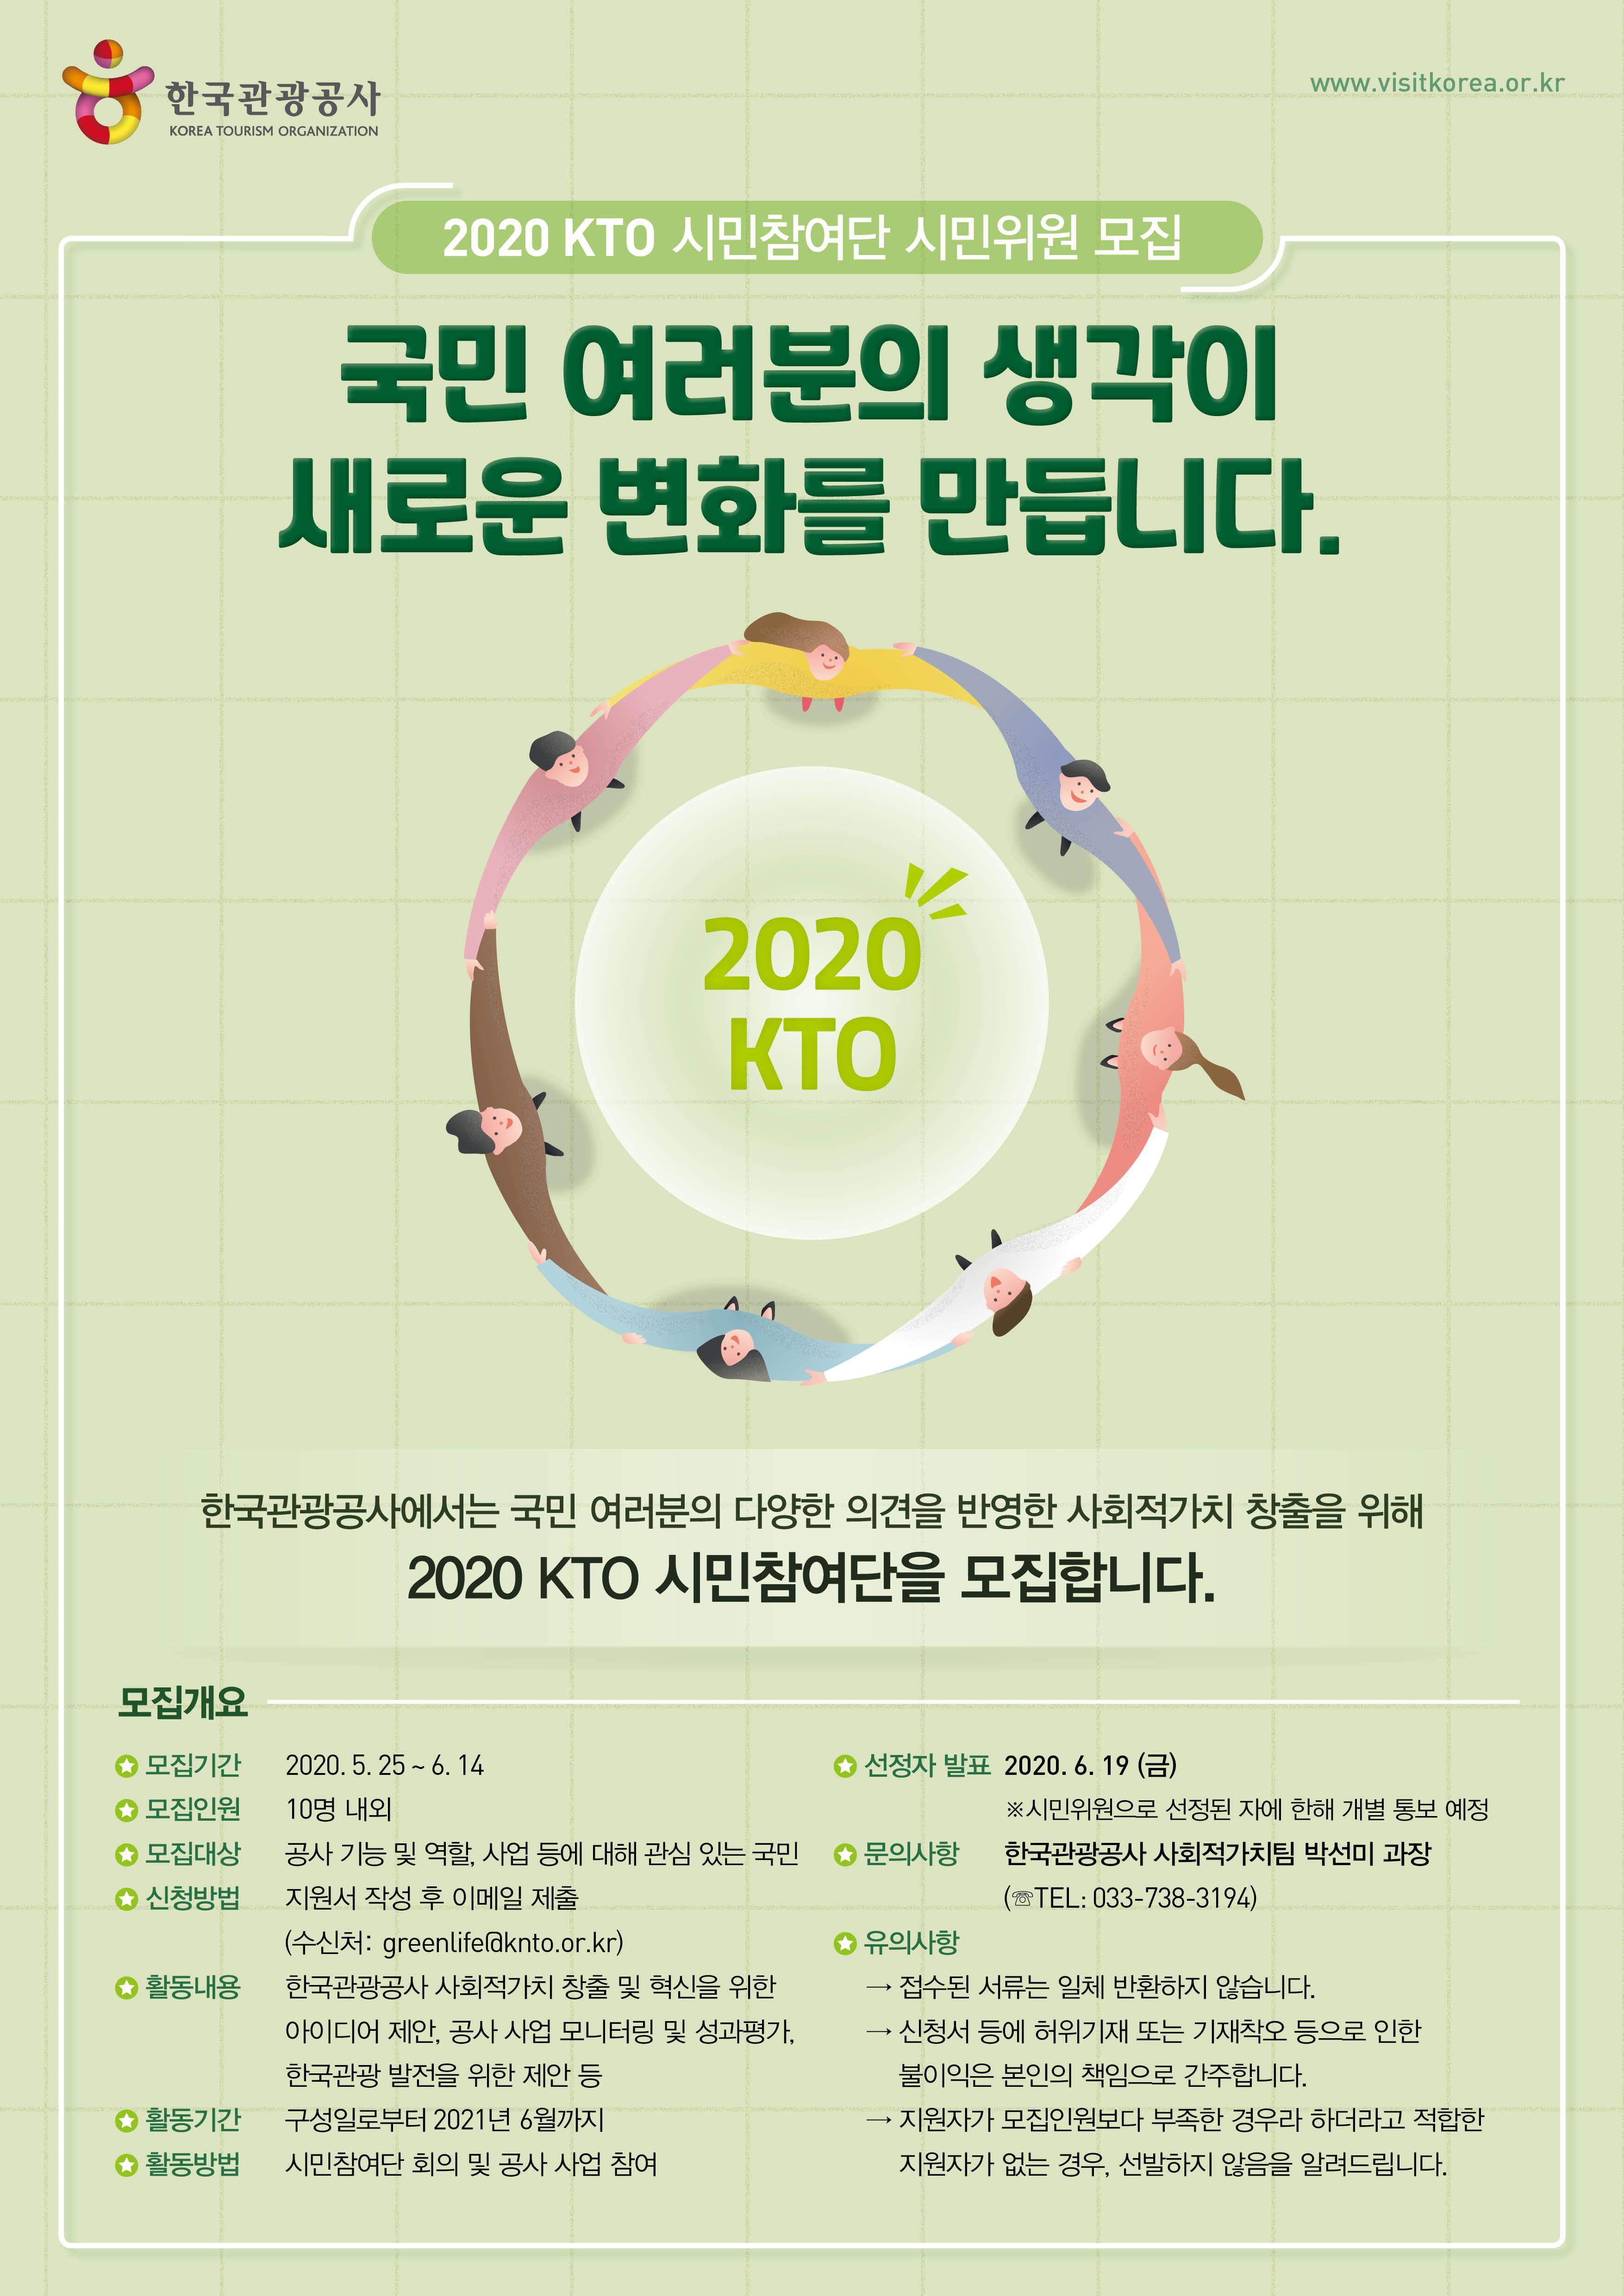 한국관광공사
KOREA TOURISM ORGANIZATION
www.visitkorea.or.kr
2020 KTO 시민참여단 시민위원 모집
국민 여러분의 생각이
새로운 변화를 만듭니다.
2020
KTO
한국관광공사에서는 국민 여러분의 다양한 의견을 반영한 사회적가치 창출을 위해
2020 KTO 시민참여단을 모집합니다.
모집개요
모집기간 2020. 5. 25 ~ 6. 14
모집인원 10명 내외
모집대상 공사 기능 및 역할, 사업 등에 대해 관심 있는 국민
신청방법 지원서 작성 후 이메일 제출
(수신처: greenlife@knto.or.kr)
활동내용 한국관광공사 사회적가치 창출 및 혁신을 위한
아이디어 제안, 공사 사업 모니터링 및 성과평가,
한국관광 발전을 위한 제안 등
활동기간 구성일로부터 2021년 6월까지
활동방법 시민참여단 회의 및 공사 사업 참여
선정자 발표 2020. 6. 19 (금)
※시민위원으로 선정된 자에 한해 개별 통보 예정
문의사항 한국관광공사 사회적가치팀 박선미 과장
(☏TEL: 033-738-3194)
유의사항
→ 접수된 서류는 일체 반환하지 않습니다.
→ 신청서 등에 허위기재 또는 기재착오 등으로 인한
불이익은 본인의 책임으로 간주합니다.
→ 지원자가 모집인원보다 부족한 경우라 하더라고 적합한
지원자가 없는 경우, 선발하지 않음을 알려드립니다.